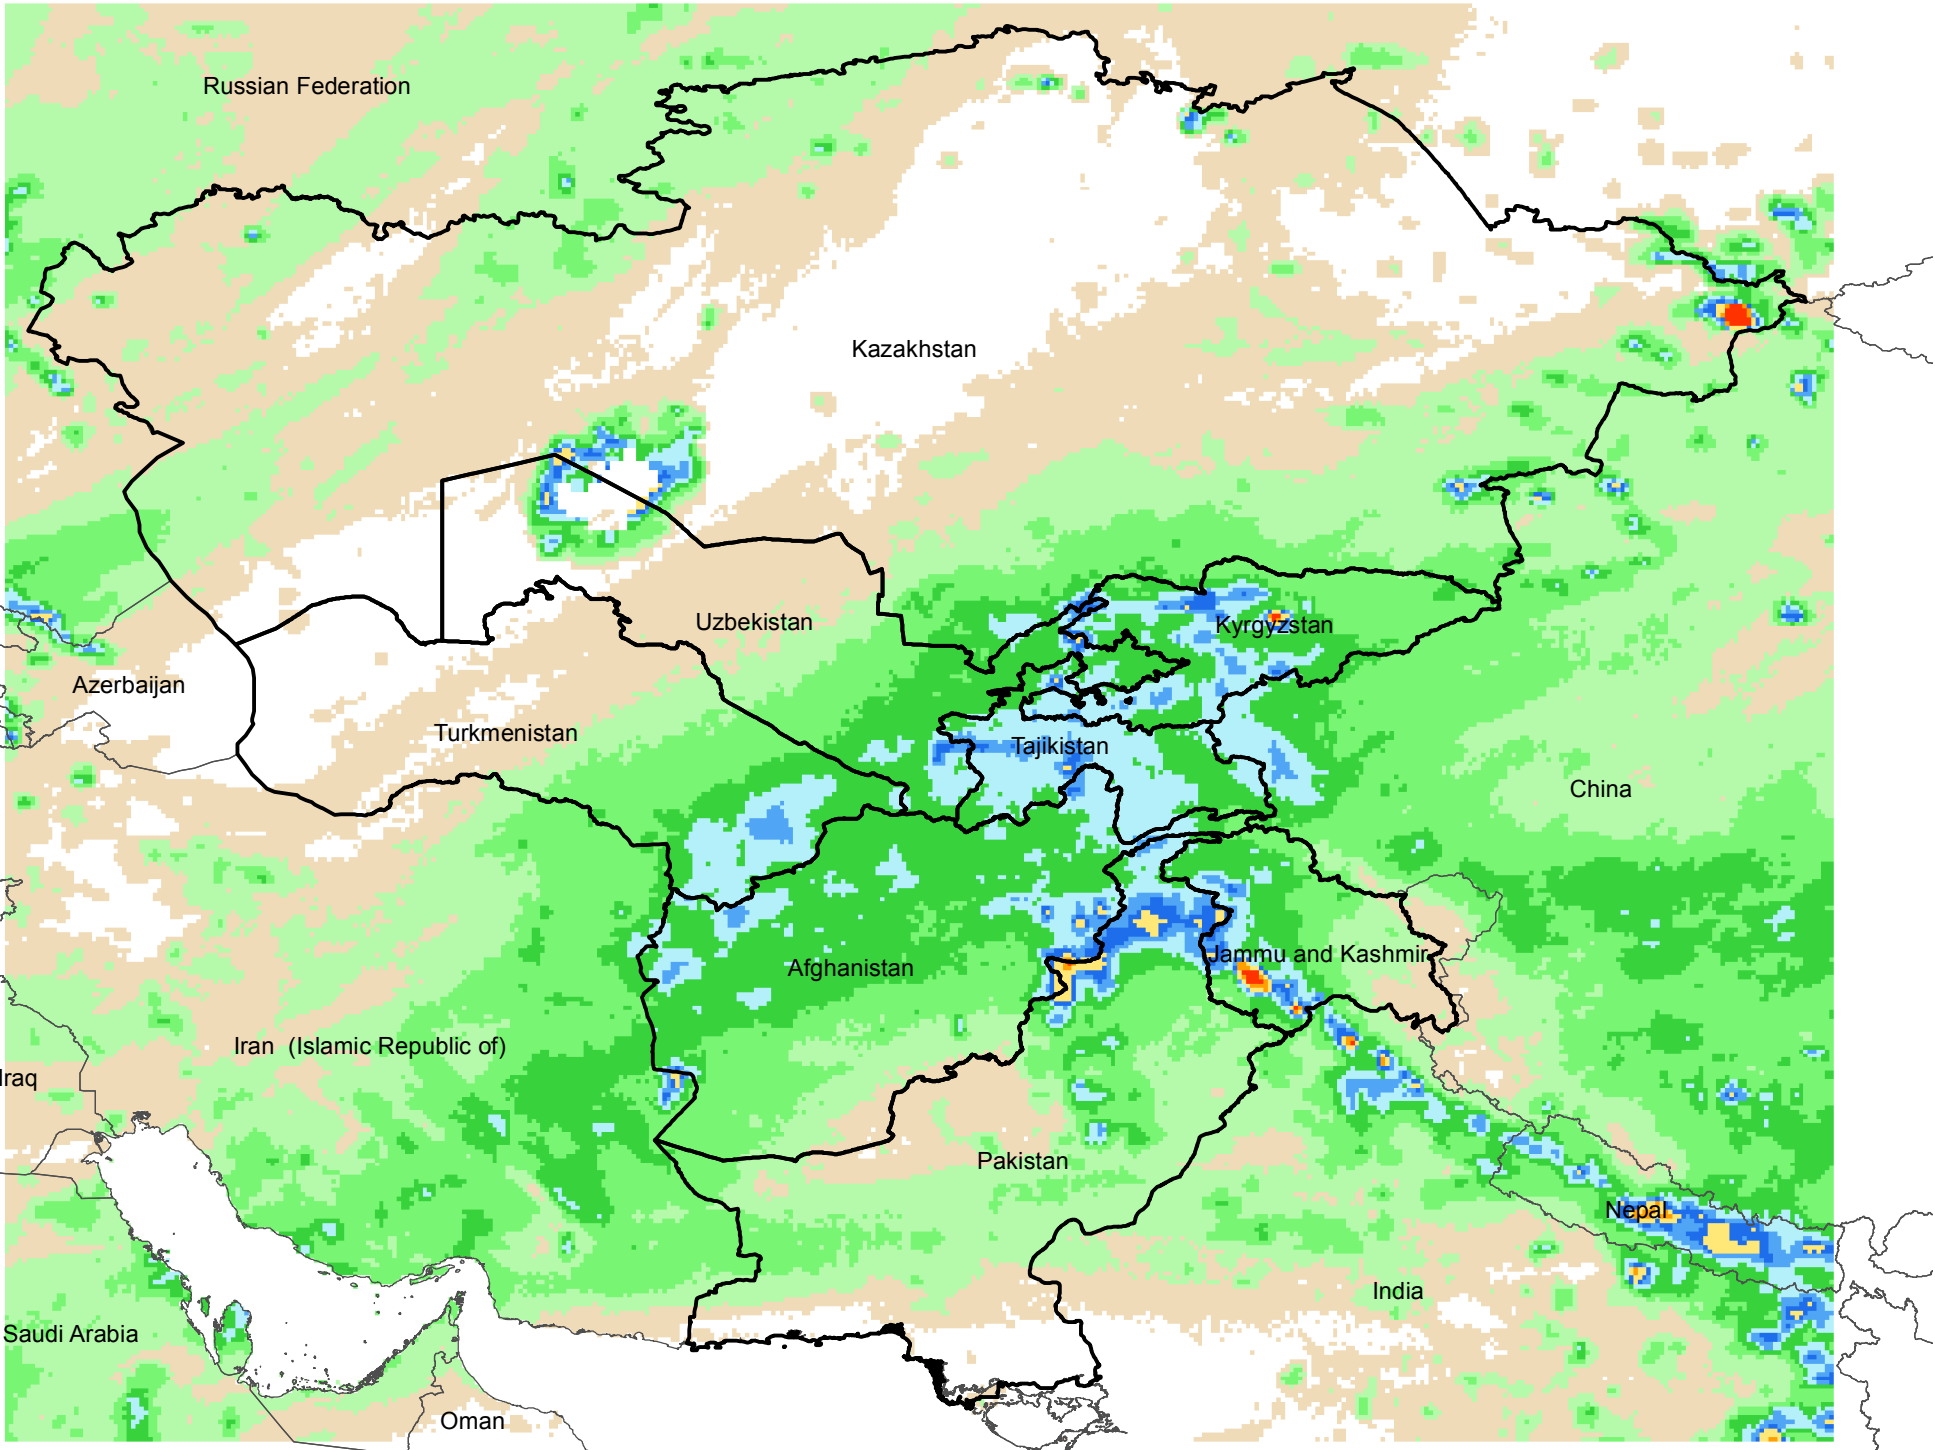 Russian Federation
Kazakhstan
Uzbekistan
Kyrgyzstan
Azerbaijan
Turkmenistan
Tajikistan
China
Afghanistan
Jammu and Kashmir
Iran  (Islamic Republic of)
Iraq
Pakistan
Nepal
India
Saudi Arabia
Oman